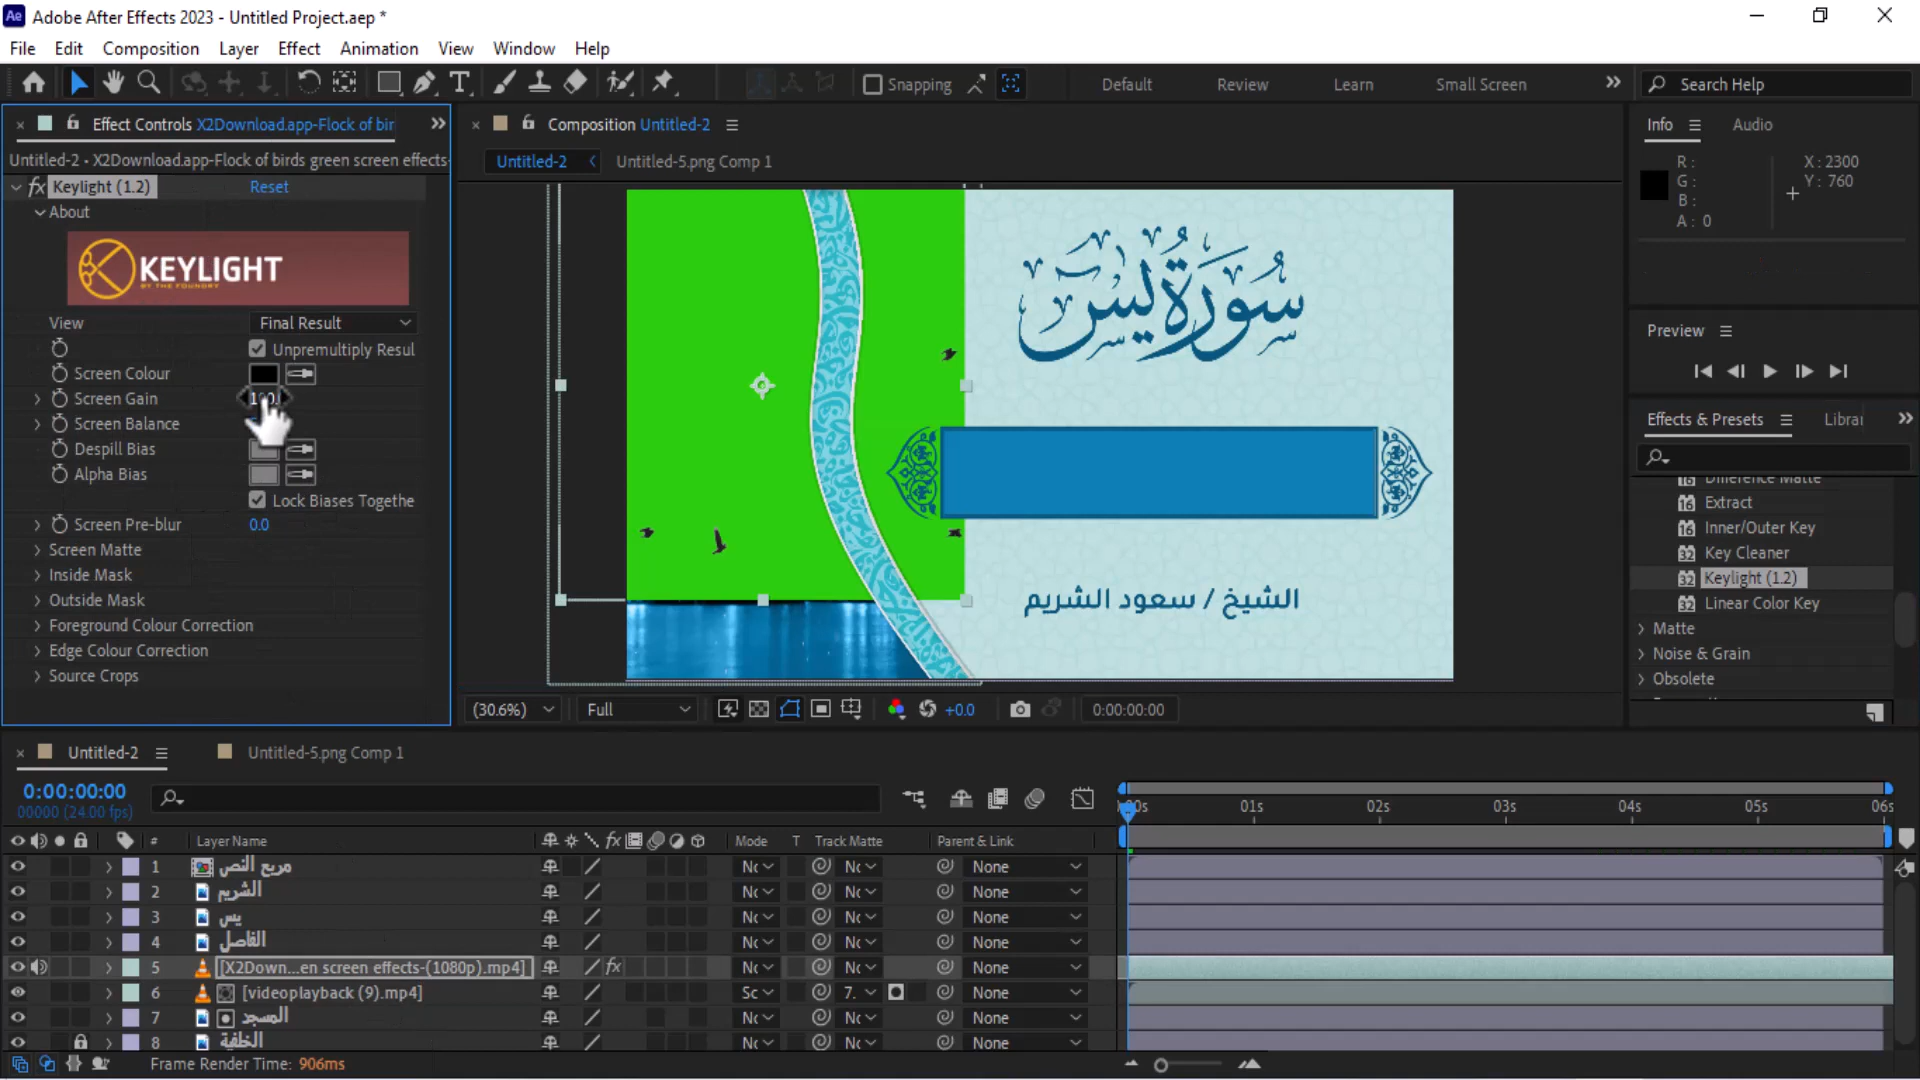 Adobe After Effects 2023 - Untitled Project.aep *
File Edit Composition Layer Effect Animation View Window Help
Snapping Default Review Learn Small Screen Search Help
Effect Controls X2Download.app-Flock of bir
Untitled-2 • X2Download.app-Flock of birds green screen effects-
fx Keylight (1.2) Reset
About
KEYLIGHT
BY THE FOUNDRY
View Final Result
Unpremultiply Resul
Screen Colour
Screen Gain
Screen Balance
Despill Bias
Alpha Bias
Lock Biases Togethe
Screen Pre-blur 0.0
Screen Matte
Inside Mask
Outside Mask
Foreground Colour Correction
Edge Colour Correction
Source Crops
Composition Untitled-2
Untitled-2 Untitled-5.png Comp 1
سورة يس
الشيخ / سعود الشريم
(30.6%) Full +0.0 0:00:00:00
Info Audio
R : X : 2300
G : Y : 760
B :
A : 0
Preview
Effects & Presets Librar
Difference Matte
Extract
Inner/Outer Key
Key Cleaner
Keylight (1.2)
Linear Color Key
Matte
Noise & Grain
Obsolete
Untitled-2 Untitled-5.png Comp 1
0:00:00:00
00000 (24.00 fps)
00s 01s 02s 03s 04s 05s 06s
# Layer Name fx Mode T Track Matte Parent & Link
1 مربع النص Nc Nc None
2 الشريم Nc Nc None
3 يس Nc Nc None
4 الفاصل Nc Nc None
5 [X2Down...en screen effects-(1080p).mp4] fx Nc Nc None
6 [videoplayback (9).mp4] Sc 7. None
7 المسجد Nc Nc None
8 الخلفية Nc Nc None
Frame Render Time: 906ms